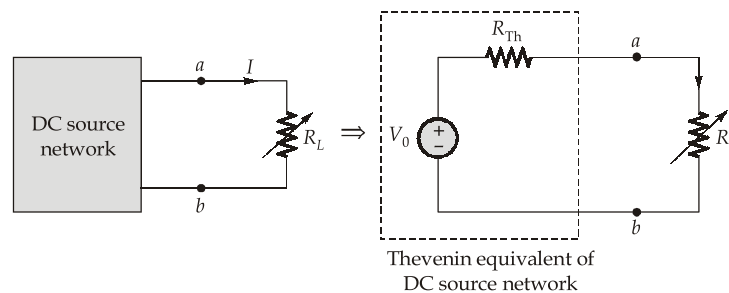 DC source
network
a
I
R_L
b
⇒
V_0
+
−
R_Th
a
R
b
Thevenin equivalent of
DC source network